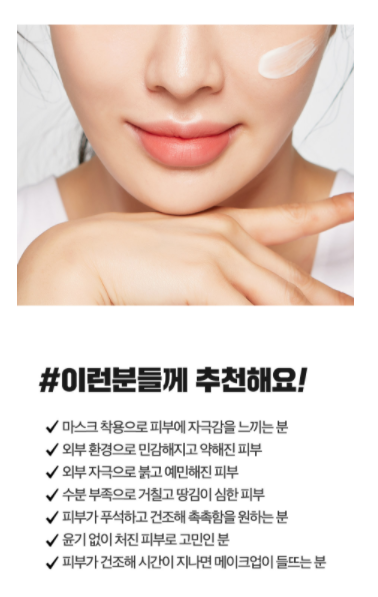 #이런분들께 추천해요!
✓ 마스크 착용으로 피부에 자극감을 느끼는 분
✓ 외부 환경으로 민감해지고 약해진 피부
✓ 외부 자극으로 붉고 예민해진 피부
✓ 수분 부족으로 거칠고 땅김이 심한 피부
✓ 피부가 푸석하고 건조해 촉촉함을 원하는 분
✓ 윤기 없이 처진 피부로 고민인 분
✓ 피부가 건조해 시간이 지나면 메이크업이 들뜨는 분